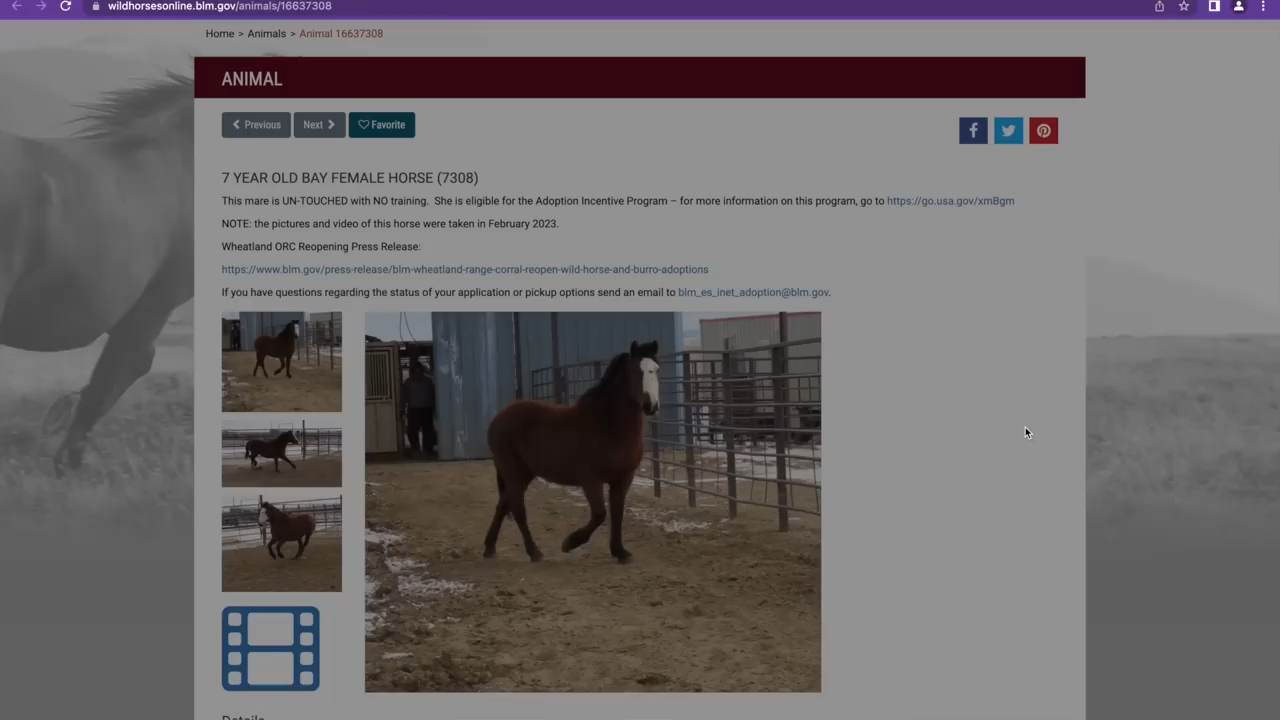 wildhorsesonline.blm.gov/animals/16637308
Home > Animals > Animal 16637308
ANIMAL
Previous Next Favorite
7 YEAR OLD BAY FEMALE HORSE (7308)
This mare is UN-TOUCHED with NO training. She is eligible for the Adoption Incentive Program – for more information on this program, go to https://go.usa.gov/xmBgm
NOTE: the pictures and video of this horse were taken in February 2023.
Wheatland ORC Reopening Press Release:
https://www.blm.gov/press-release/blm-wheatland-range-corral-reopen-wild-horse-and-burro-adoptions
If you have questions regarding the status of your application or pickup options send an email to blm_es_inet_adoption@blm.gov.
Details